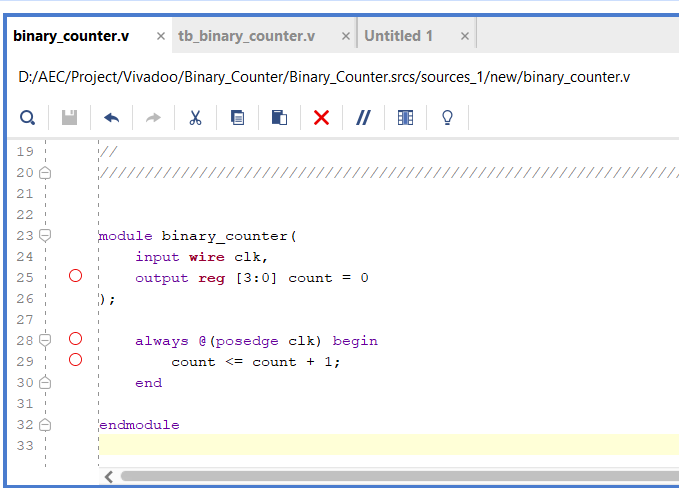 binary_counter.v × tb_binary_counter.v × Untitled 1 ×
D:/AEC/Project/Vivadoo/Binary_Counter/Binary_Counter.srcs/sources_1/new/binary_counter.v
19 //
20 ////////////////////////////////////////////////////////////////
21
22
23 module binary_counter(
24     input wire clk,
25     output reg [3:0] count = 0
26 );
27
28     always @(posedge clk) begin
29         count <= count + 1;
30     end
31
32 endmodule
33